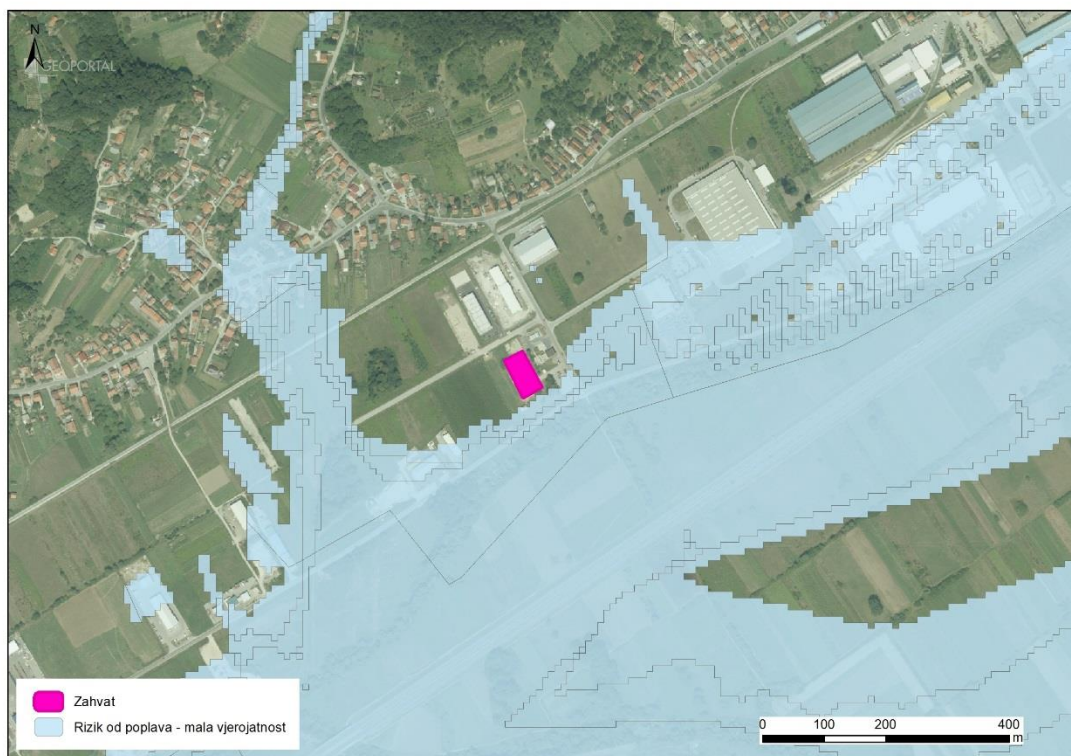 N
GEOPORTAL
Zahvat
Rizik od poplava - mala vjerojatnost
0 100 200 400
m